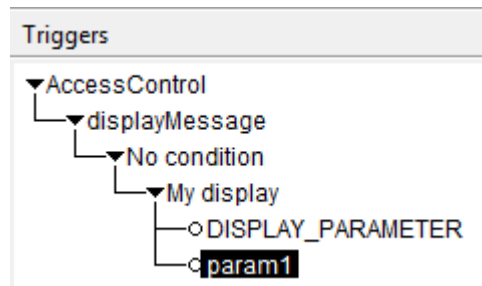 Triggers
AccessControl
displayMessage
No condition
My display
DISPLAY_PARAMETER
param1